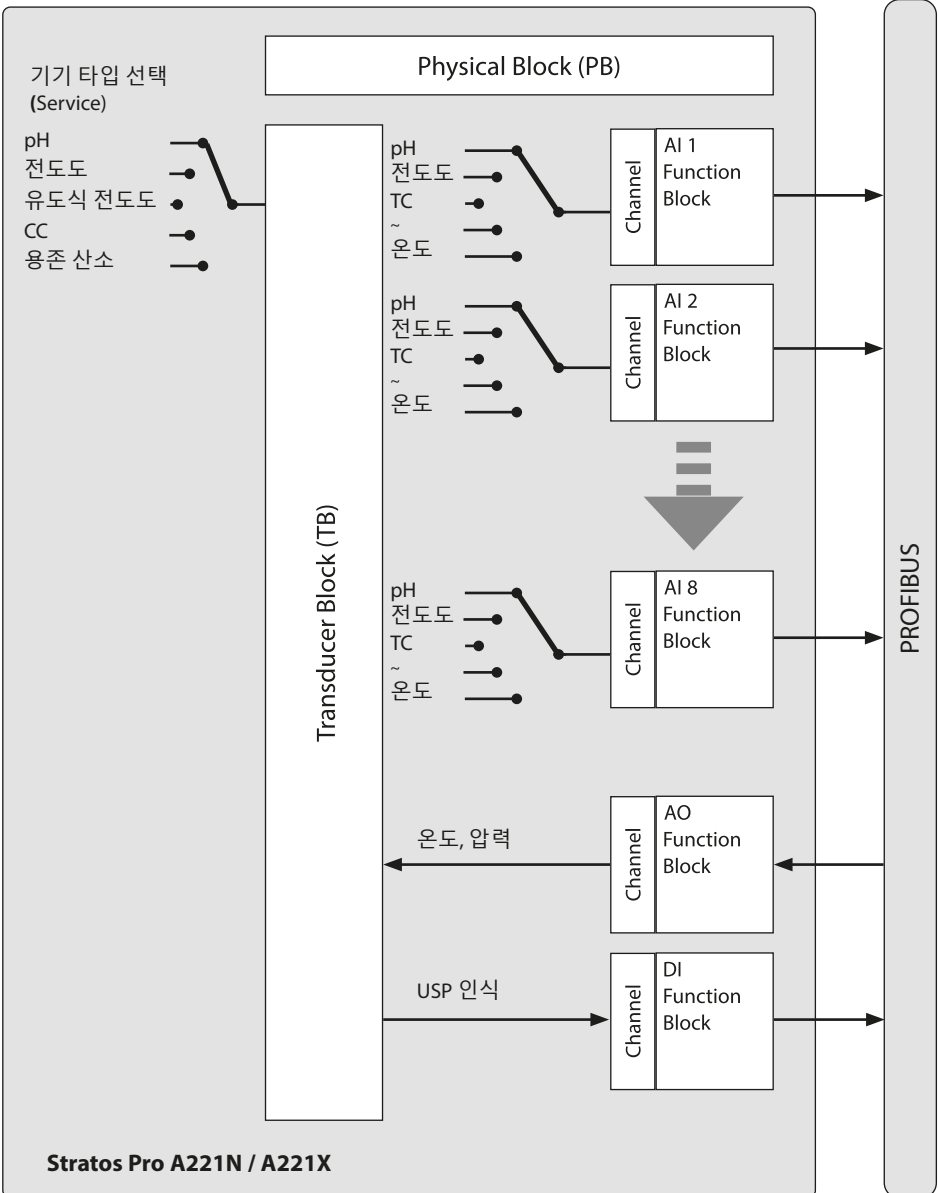 Physical Block (PB)
기기 타입 선택
(Service)
pH
전도도
유도식 전도도
CC
용존 산소
Transducer Block (TB)
pH
전도도
TC
~
온도
Channel
AI 1
Function
Block
pH
전도도
TC
~
온도
Channel
AI 2
Function
Block
pH
전도도
TC
~
온도
Channel
AI 8
Function
Block
온도, 압력
Channel
AO
Function
Block
USP 인식
Channel
DI
Function
Block
PROFIBUS
Stratos Pro A221N / A221X